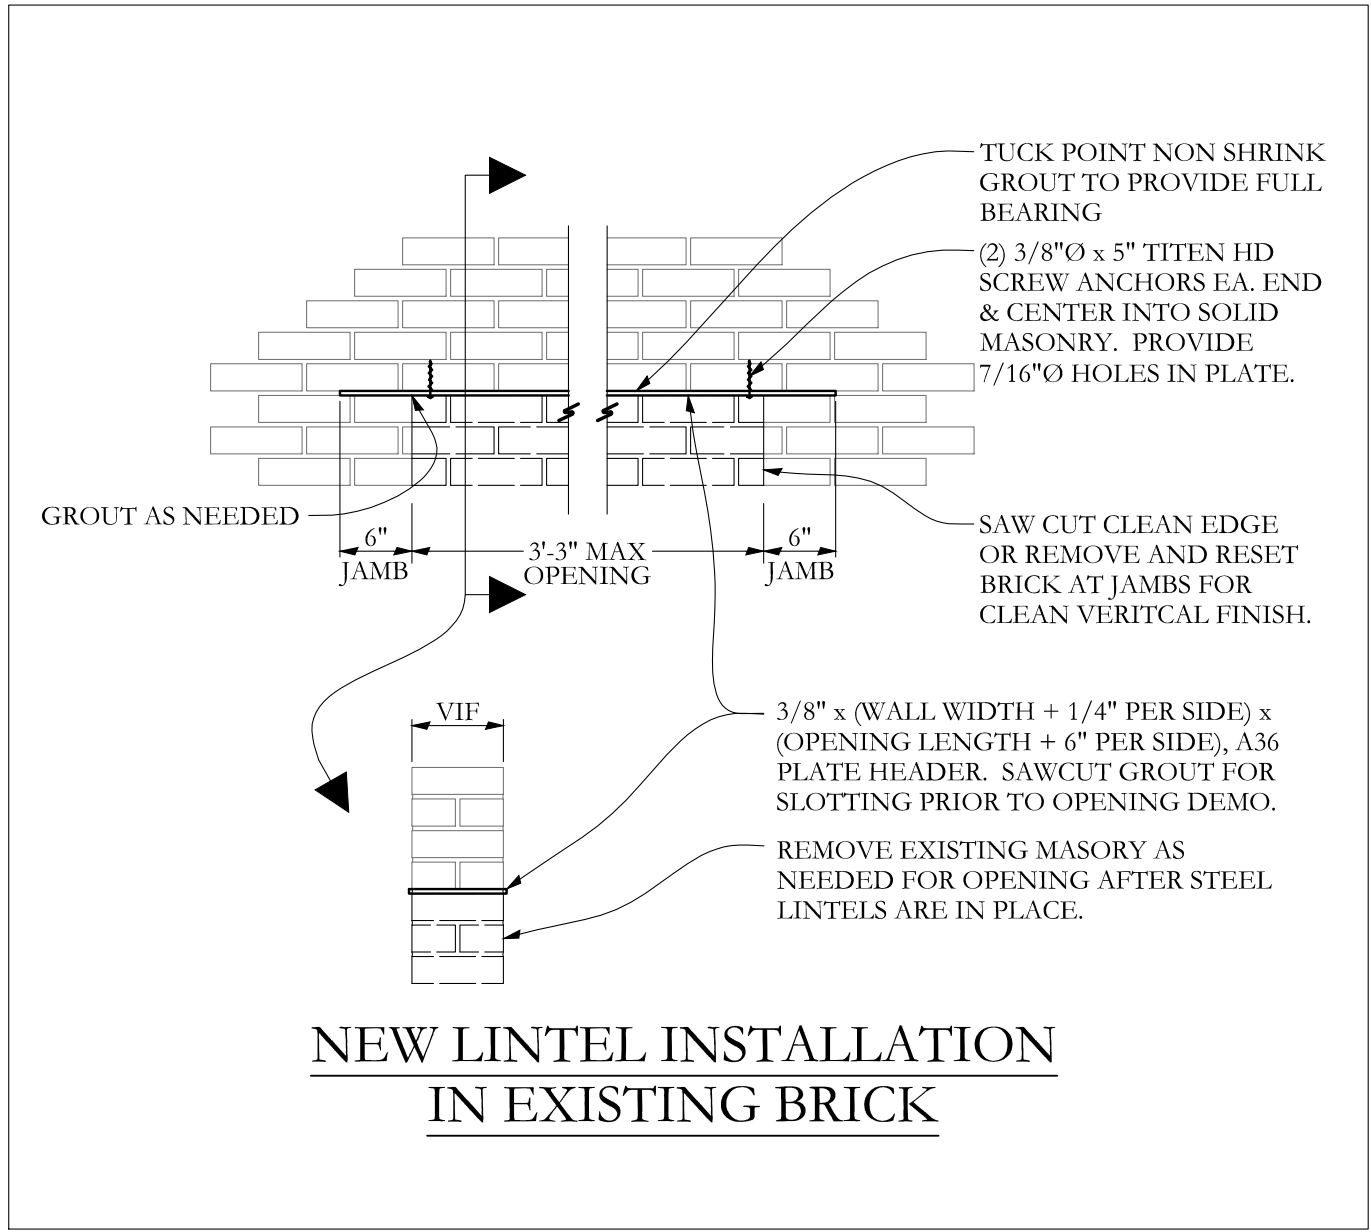 TUCK POINT NON SHRINK
GROUT TO PROVIDE FULL
BEARING
(2) 3/8"Ø x 5" TITEN HD
SCREW ANCHORS EA. END
& CENTER INTO SOLID
MASONRY. PROVIDE
7/16"Ø HOLES IN PLATE.
GROUT AS NEEDED
6"
JAMB
3'-3" MAX
OPENING
6"
JAMB
SAW CUT CLEAN EDGE
OR REMOVE AND RESET
BRICK AT JAMBS FOR
CLEAN VERITCAL FINISH.
VIF
3/8" x (WALL WIDTH + 1/4" PER SIDE) x
(OPENING LENGTH + 6" PER SIDE), A36
PLATE HEADER. SAWCUT GROUT FOR
SLOTTING PRIOR TO OPENING DEMO.
REMOVE EXISTING MASORY AS
NEEDED FOR OPENING AFTER STEEL
LINTELS ARE IN PLACE.
NEW LINTEL INSTALLATION
IN EXISTING BRICK